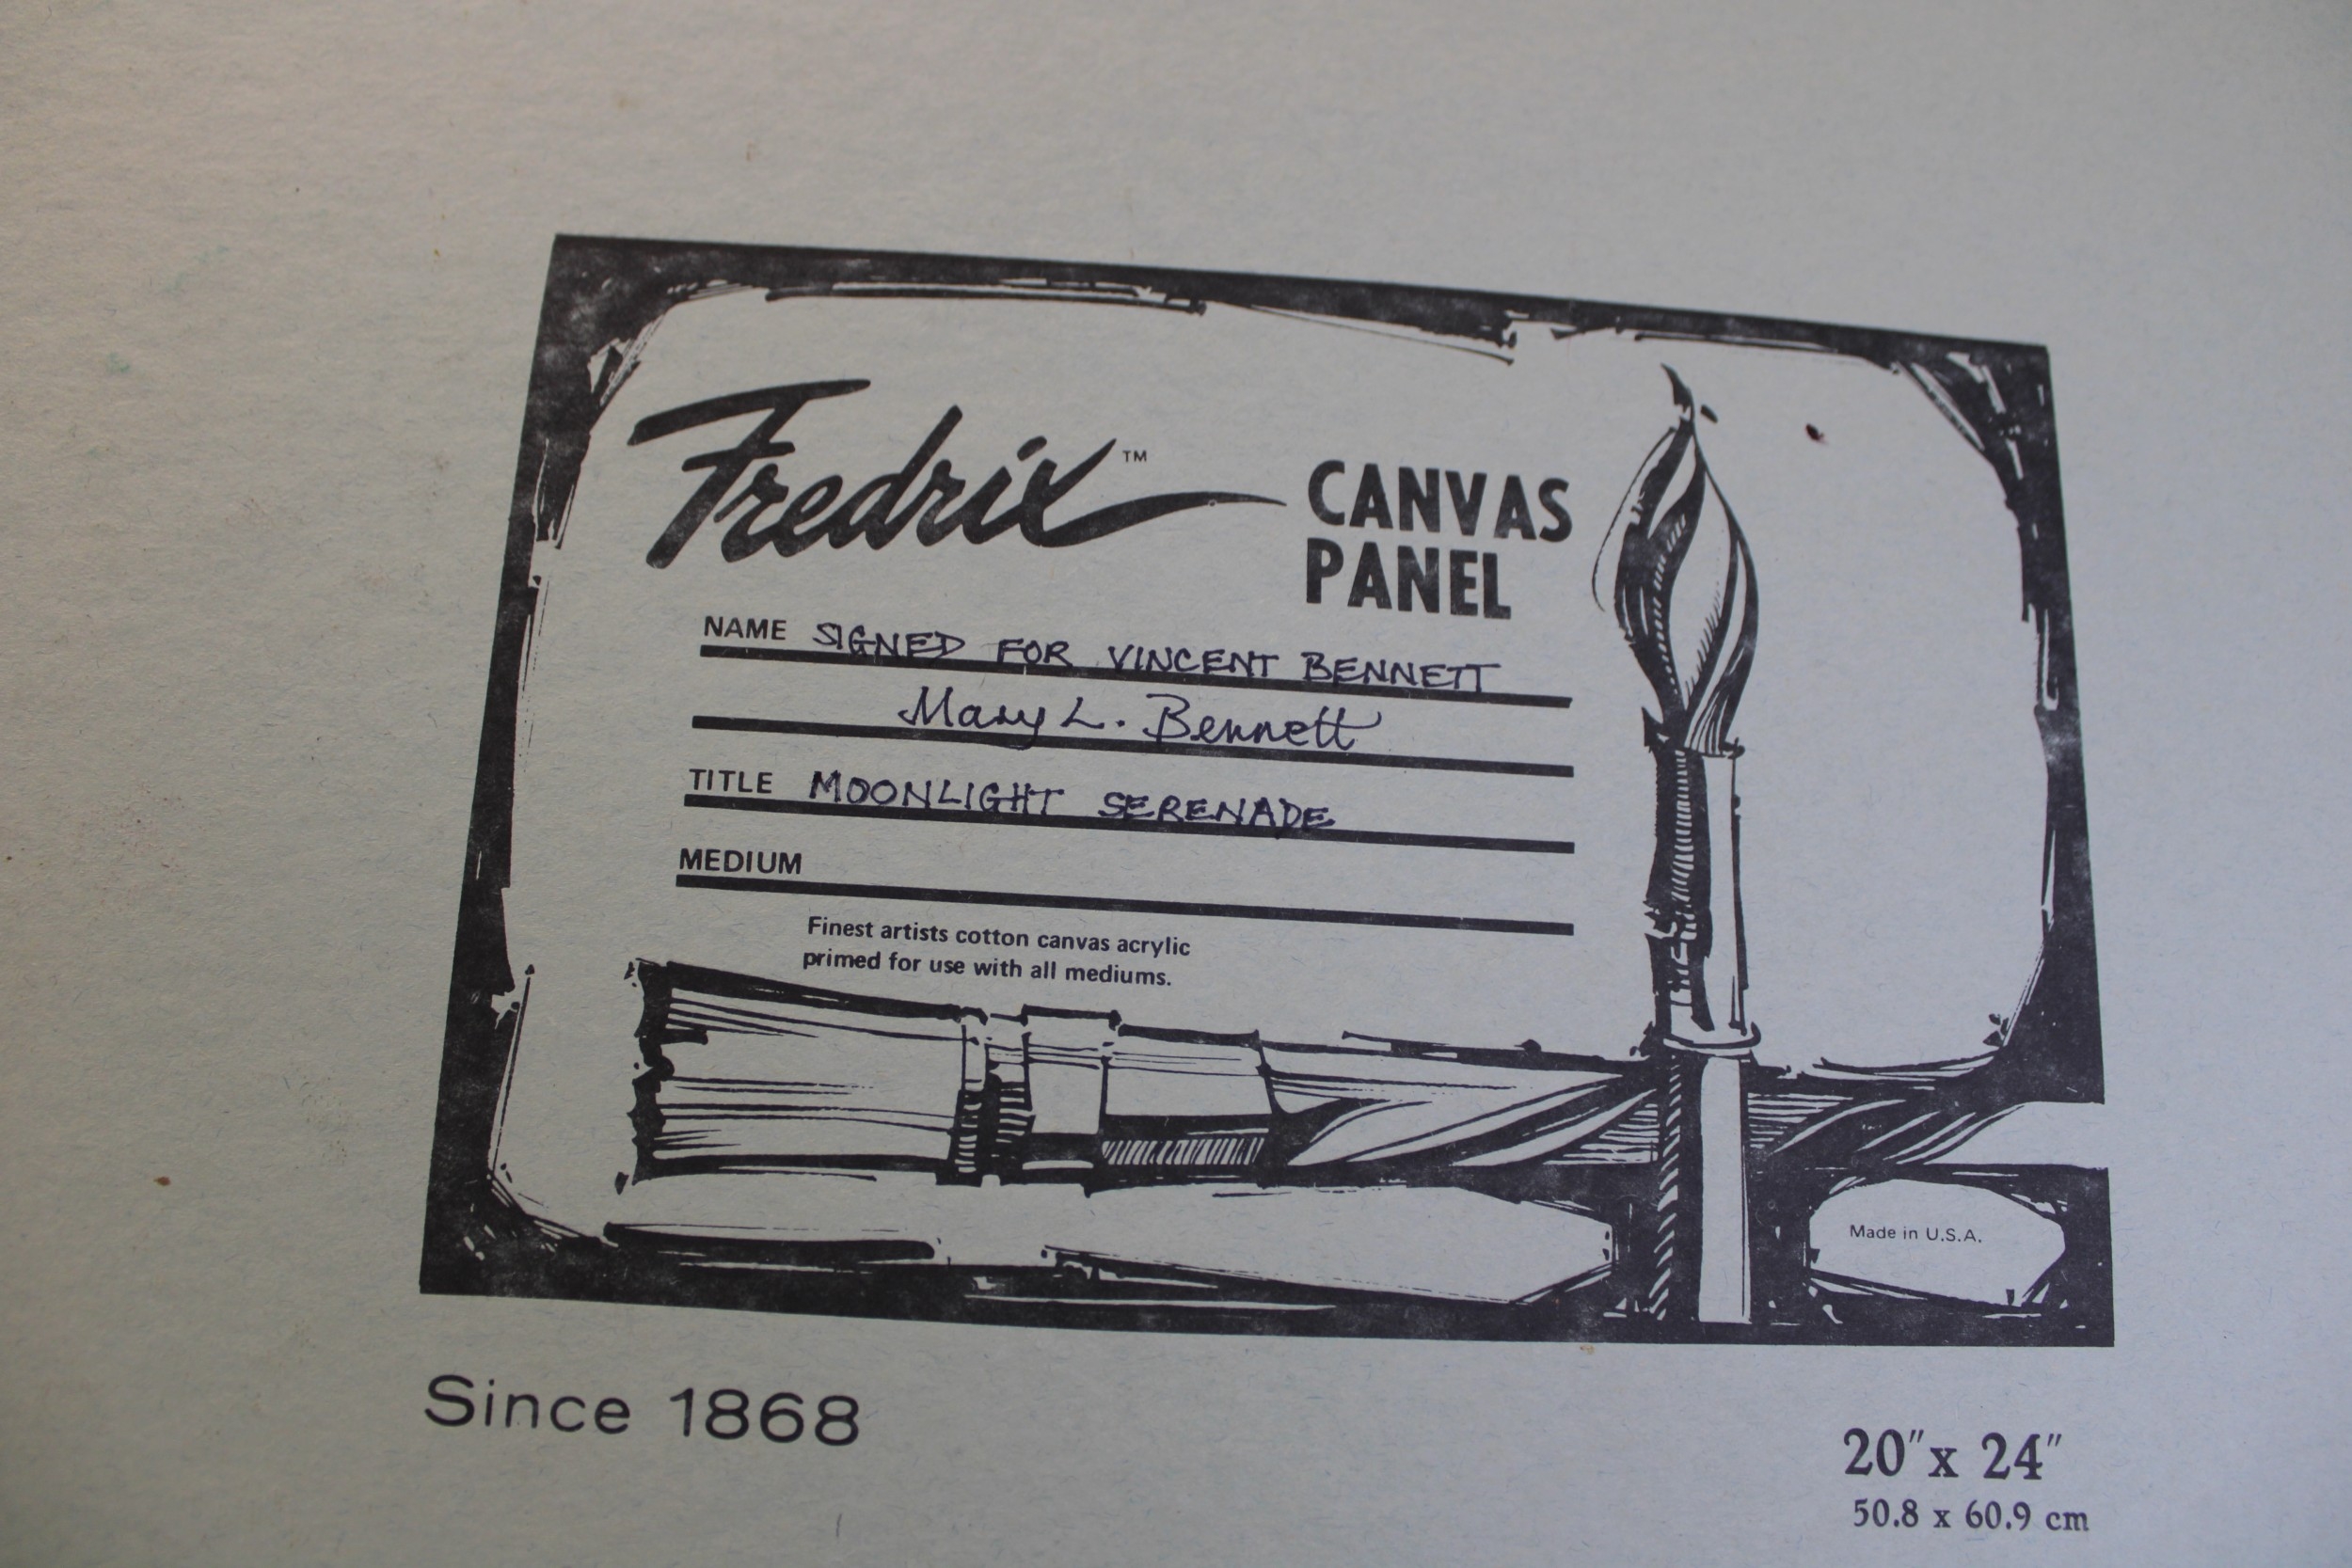 Fredrix™ CANVAS PANEL
NAME SIGNED FOR VINCENT BENNETT
Mary L. Bennett
TITLE MOONLIGHT SERENADE
MEDIUM
Finest artists cotton canvas acrylic
primed for use with all mediums.
Made in U.S.A.
Since 1868
20" x 24"
50.8 x 60.9 cm